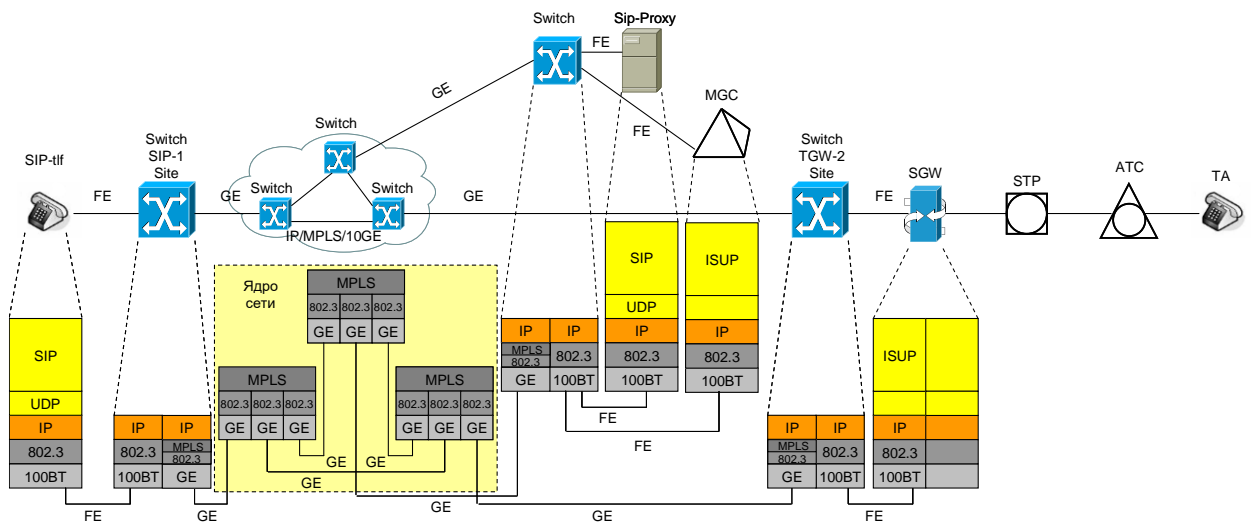 Switch
Sip-Proxy
FE
GE
MGC
FE
SIP-tlf
Switch
SIP-1
Site
Switch
Switch
Switch
Switch
TGW-2
Site
SGW
STP
ATC
TA
FE
GE
GE
FE
IP/MPLS/10GE
Ядро
сети
MPLS
802.3 802.3 802.3
GE GE GE
MPLS
802.3 802.3 802.3
GE GE GE
MPLS
802.3 802.3 802.3
GE GE GE
IP IP
MPLS
802.3
802.3
GE 100BT
SIP
UDP
IP
802.3
100BT
ISUP
IP
802.3
100BT
SIP
UDP
IP
802.3
100BT
IP IP
802.3
MPLS
802.3
100BT GE
IP IP
MPLS
802.3
802.3
GE 100BT
ISUP
IP
802.3
100BT
FE
FE
GE GE
GE
GE
FE
GE
GE
FE